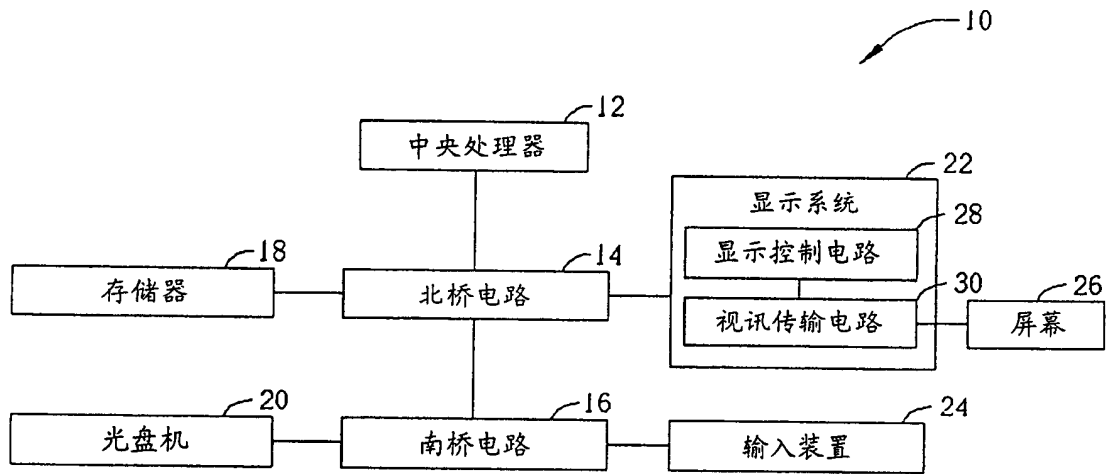 10
12
中央处理器
22
显示系统
28
显示控制电路
18
存储器
14
北桥电路
30
视讯传输电路
26
屏幕
20
光盘机
16
南桥电路
24
输入装置